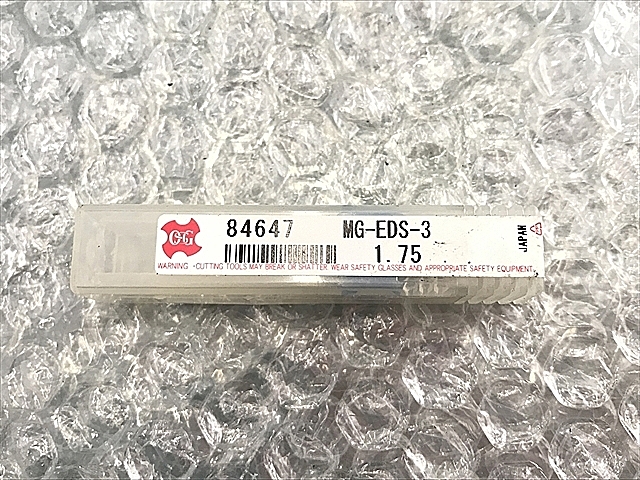 OSG
84647 MG-EDS-3
1.75
JAPAN
WARNING •CUTTING TOOLS MAY BREAK OR SHATTER. WEAR SAFETY GLASSES AND APPROPRIATE SAFETY EQUIPMENT.